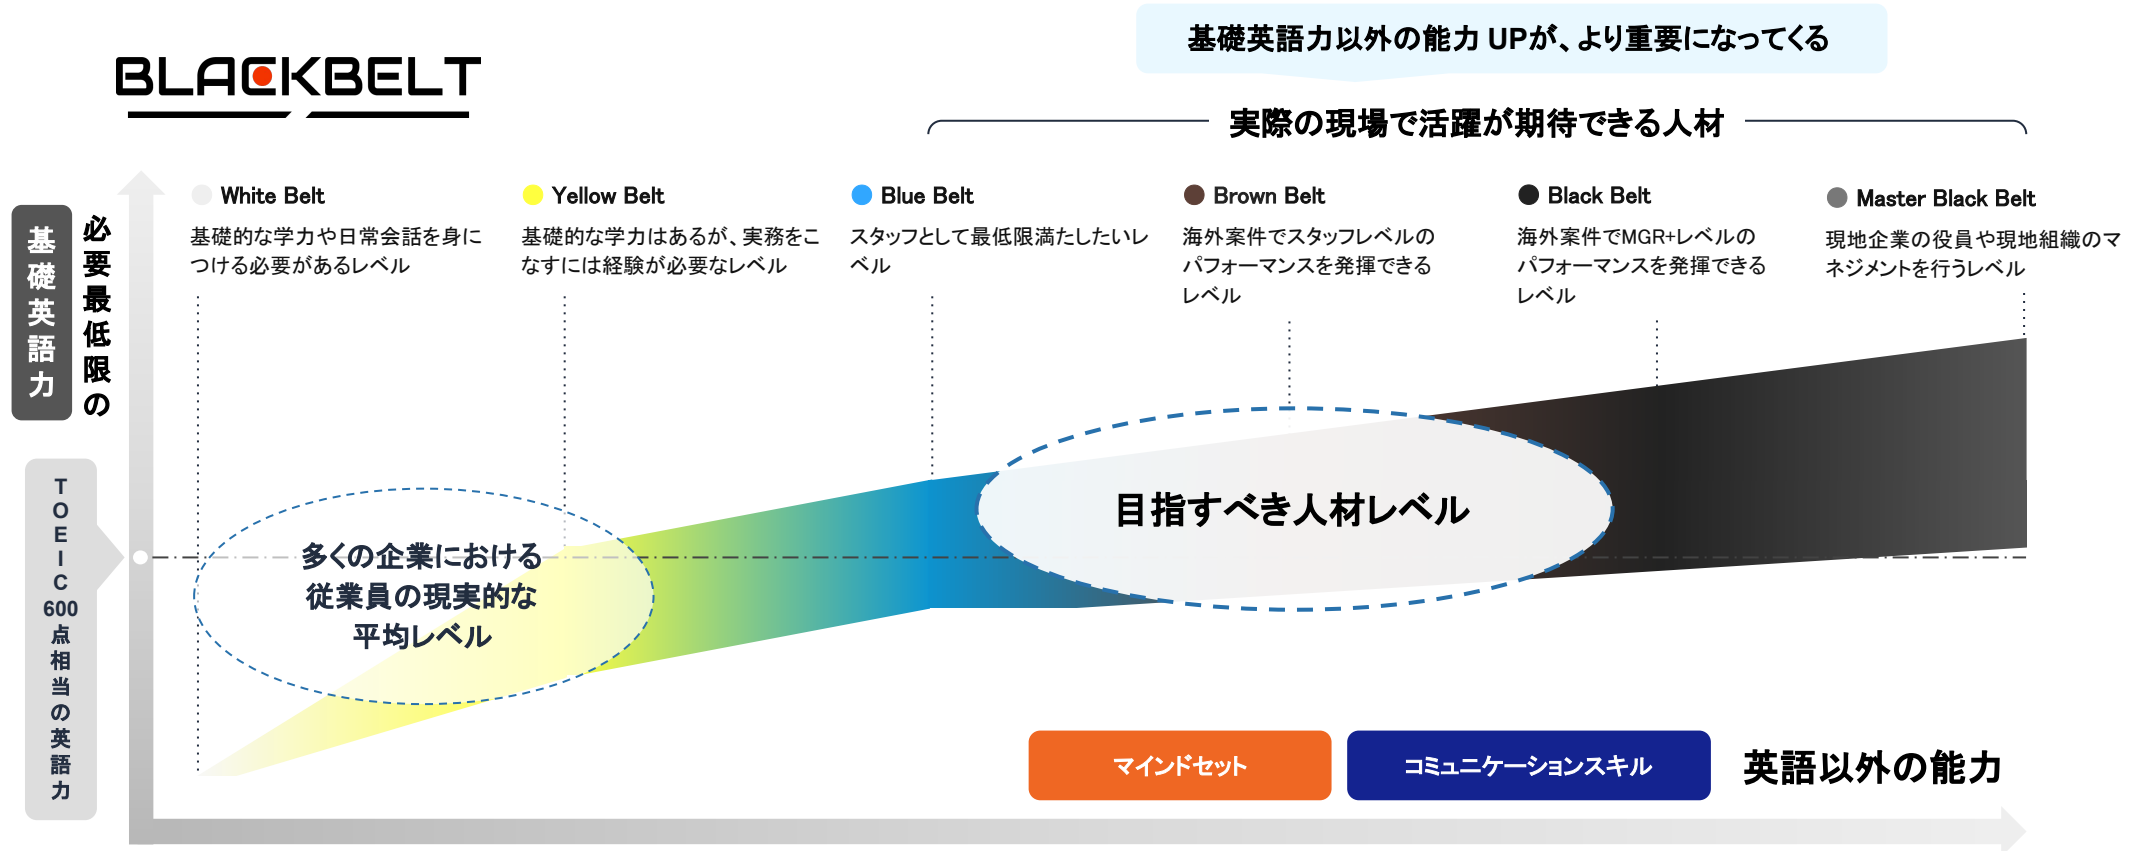 基礎英語力以外の能力 UPが、より重要になってくる
BLACKBELT
実際の現場で活躍が期待できる人材
White Belt
基礎的な学力や日常会話を身に
つける必要があるレベル
Yellow Belt
基礎的な学力はあるが、実務をこ
なすには経験が必要なレベル
Blue Belt
スタッフとして最低限満たしたいレ
ベル
Brown Belt
海外案件でスタッフレベルの
パフォーマンスを発揮できる
レベル
Black Belt
海外案件でMGR+レベルの
パフォーマンスを発揮できる
レベル
Master Black Belt
現地企業の役員や現地組織のマ
ネジメントを行うレベル
必要最低限の
基礎英語力
TOEIC600点相当の英語力
多くの企業における
従業員の現実的な
平均レベル
目指すべき人材レベル
マインドセット
コミュニケーションスキル
英語以外の能力